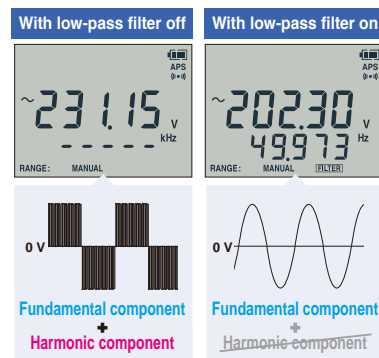 With low-pass filter off
APS
~ 231.15 V
- - - - - kHz
RANGE: MANUAL
0 V
Fundamental component
+
Harmonic component
With low-pass filter on
APS
~ 202.30 V
49.973 Hz
RANGE: MANUAL FILTER
0 V
Fundamental component
+
Harmonic component